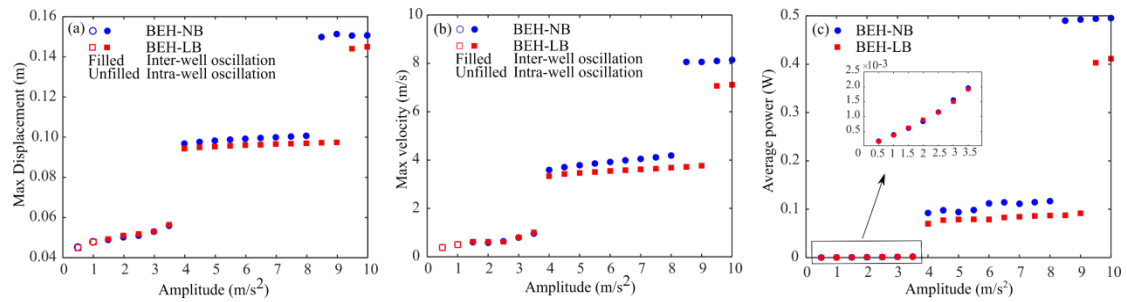 (a)
BEH-NB
BEH-LB
Filled Inter-well oscillation
Unfilled Intra-well oscillation
Max Displacement (m)
0.16
0.14
0.12
0.10
0.08
0.06
0.04
0 1 2 3 4 5 6 7 8 9 10
Amplitude (m/s²)
(b)
BEH-NB
BEH-LB
Filled Inter-well oscillation
Unfilled Intra-well oscillation
Max velocity (m/s)
10
8
6
4
2
0
0 1 2 3 4 5 6 7 8 9 10
Amplitude (m/s²)
(c)
BEH-NB
BEH-LB
Average power (W)
0.5
0.4
0.3
0.2
0.1
0
×10⁻³
2.5
2.0
1.5
1.0
0.5
0.5 1 1.5 2 2.5 3 3.5
0 1 2 3 4 5 6 7 8 9 10
Amplitude (m/s²)